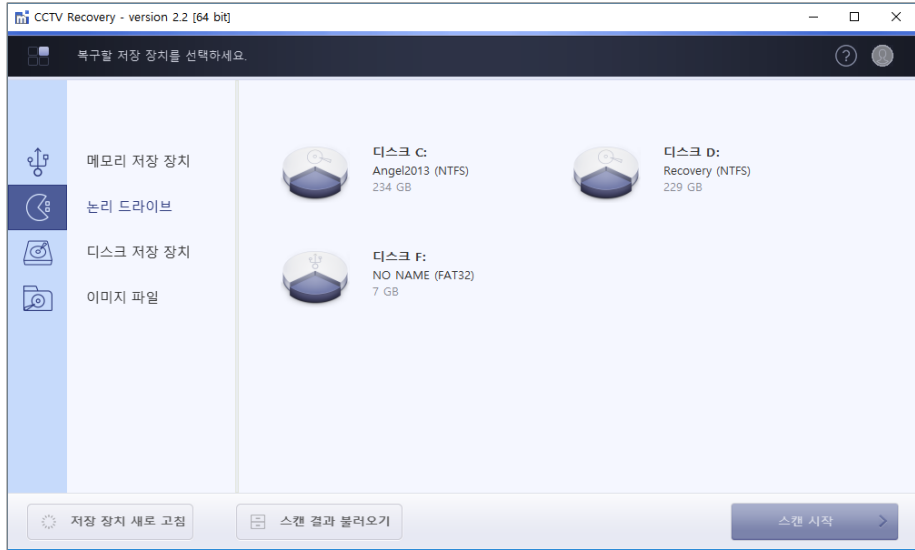 CCTV Recovery - version 2.2 [64 bit]
복구할 저장 장치를 선택하세요.
메모리 저장 장치
논리 드라이브
디스크 저장 장치
이미지 파일
디스크 C:
Angel2013 (NTFS)
234 GB
디스크 D:
Recovery (NTFS)
229 GB
디스크 F:
NO NAME (FAT32)
7 GB
저장 장치 새로 고침
스캔 결과 불러오기
스캔 시작